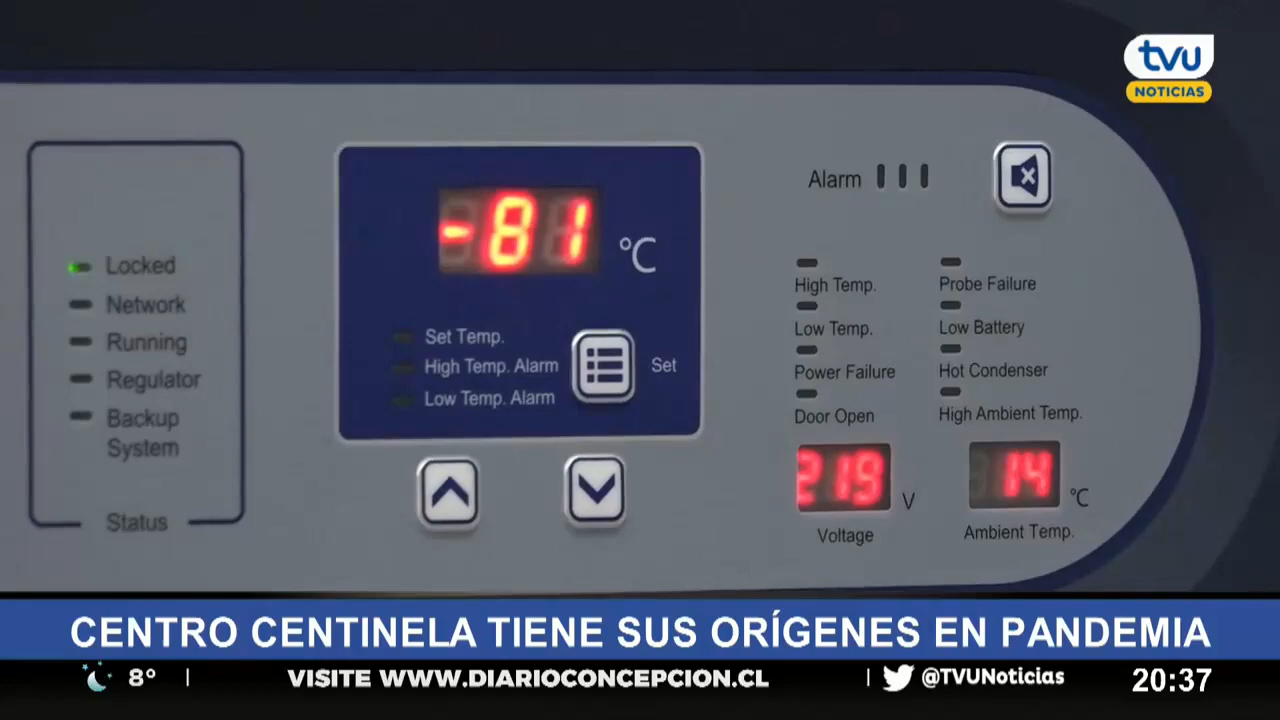 tvu
NOTICIAS
Locked
Network
Running
Regulator
Backup
System
Status
-81 °C
Set Temp.
High Temp. Alarm
Low Temp. Alarm
Set
Alarm
High Temp.
Low Temp.
Power Failure
Door Open
Probe Failure
Low Battery
Hot Condenser
High Ambient Temp.
219 V
Voltage
14 °C
Ambient Temp.
CENTRO CENTINELA TIENE SUS ORÍGENES EN PANDEMIA
8° | VISITE WWW.DIARIOCONCEPCION.CL | @TVUNoticias 20:37